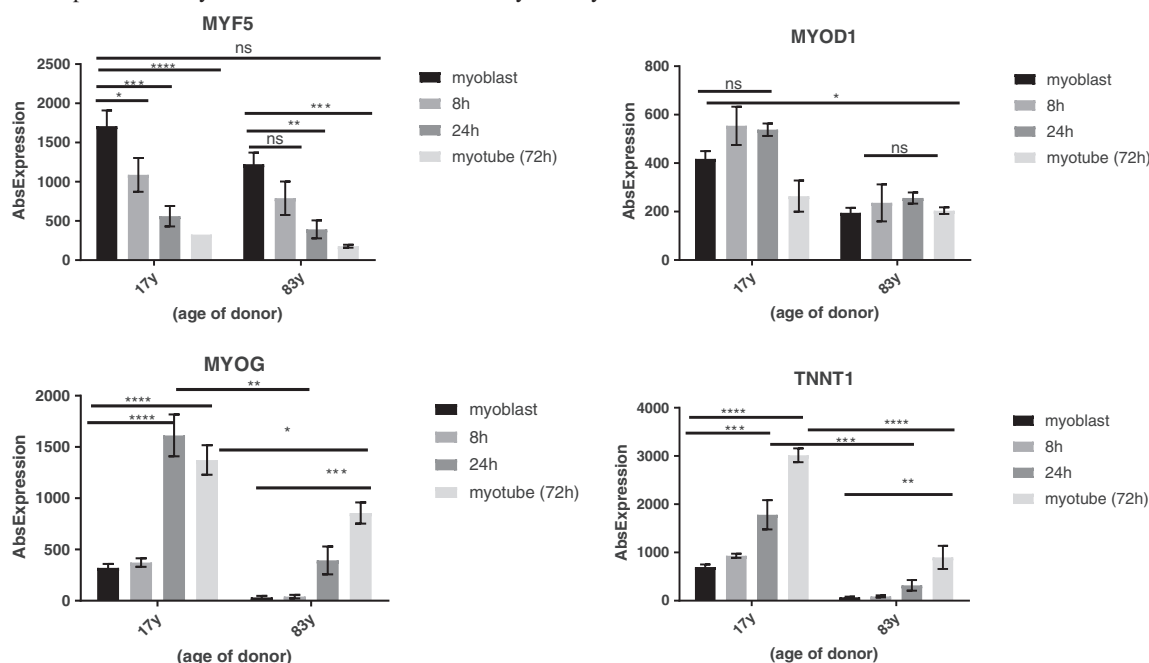 MYF5
ns
****
***
*
***
**
ns
2500
2000
1500
1000
500
0
AbsExpression
17y
83y
(age of donor)
myoblast
8h
24h
myotube (72h)
MYOD1
ns
*
ns
800
600
400
200
0
AbsExpression
17y
83y
(age of donor)
myoblast
8h
24h
myotube (72h)
MYOG
**
****
****
*
***
2000
1500
1000
500
0
AbsExpression
17y
83y
(age of donor)
myoblast
8h
24h
myotube (72h)
TNNT1
****
***
****
***
**
4000
3000
2000
1000
0
AbsExpression
17y
83y
(age of donor)
myoblast
8h
24h
myotube (72h)